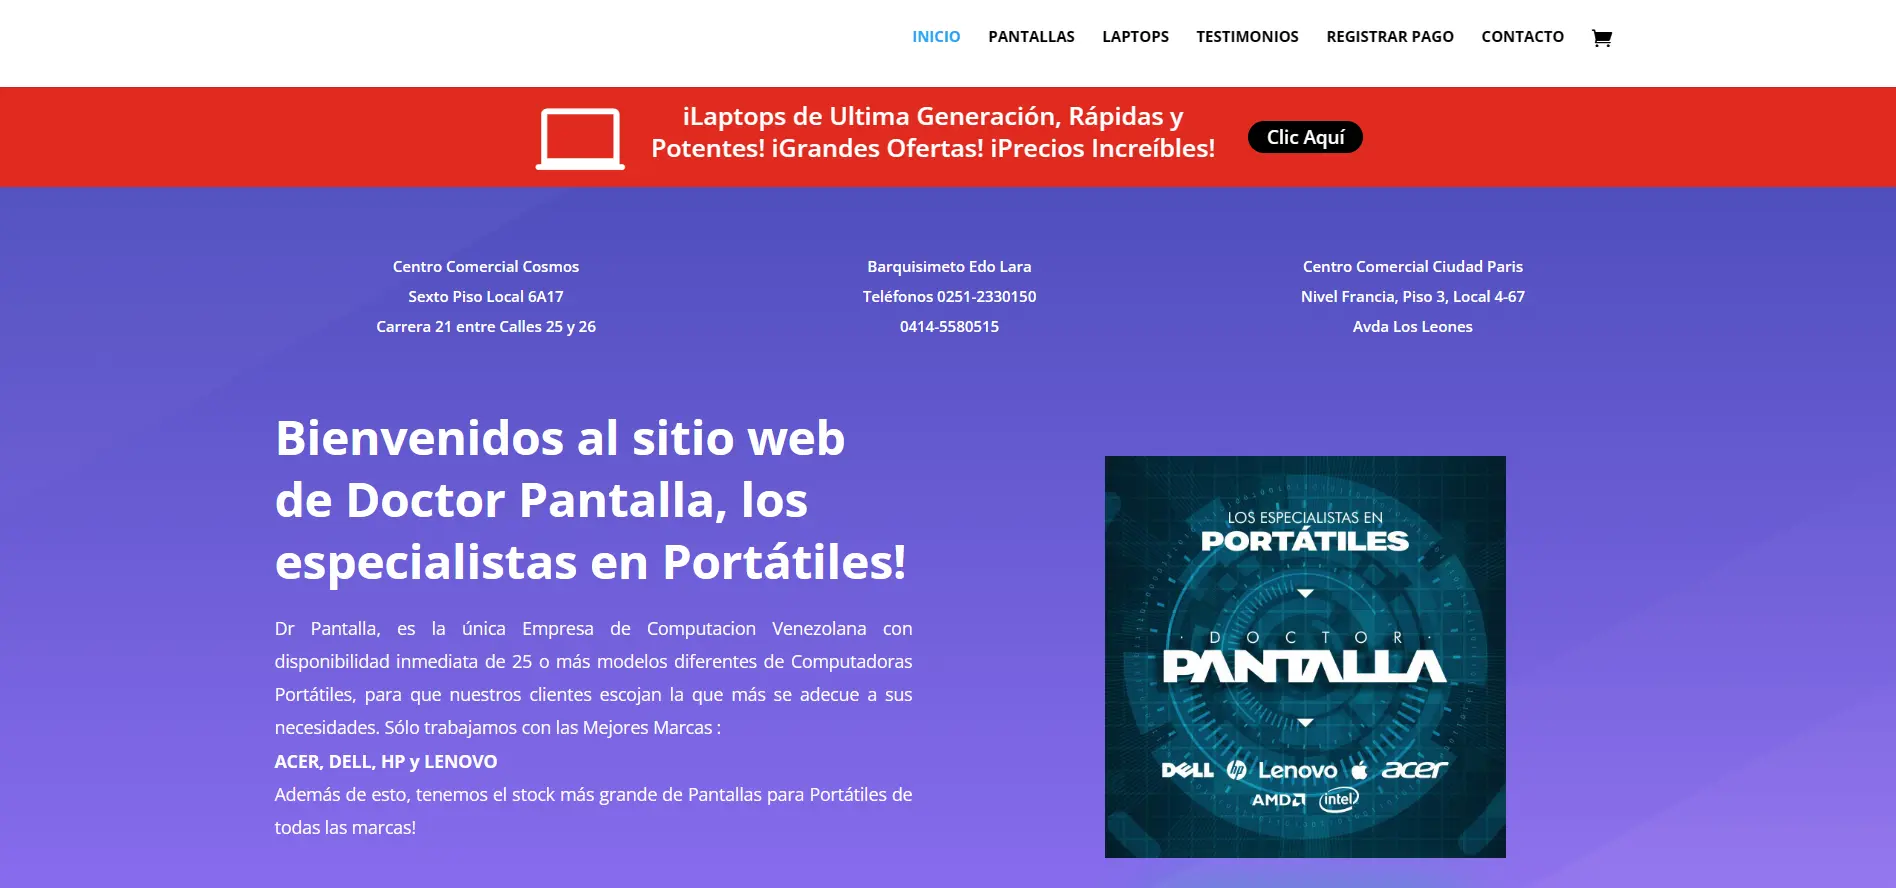 INICIO PANTALLAS LAPTOPS TESTIMONIOS REGISTRAR PAGO CONTACTO
¡Laptops de Ultima Generación, Rápidas y
Potentes! ¡Grandes Ofertas! ¡Precios Increíbles!
Clic Aquí
Centro Comercial Cosmos
Sexto Piso Local 6A17
Carrera 21 entre Calles 25 y 26
Barquisimeto Edo Lara
Teléfonos 0251-2330150
0414-5580515
Centro Comercial Ciudad Paris
Nivel Francia, Piso 3, Local 4-67
Avda Los Leones
Bienvenidos al sitio web
de Doctor Pantalla, los
especialistas en Portátiles!
Dr Pantalla, es la única Empresa de Computacion Venezolana con
disponibilidad inmediata de 25 o más modelos diferentes de Computadoras
Portátiles, para que nuestros clientes escojan la que más se adecue a sus
necesidades. Sólo trabajamos con las Mejores Marcas :
ACER, DELL, HP y LENOVO
Además de esto, tenemos el stock más grande de Pantallas para Portátiles de
todas las marcas!
LOS ESPECIALISTAS EN
PORTÁTILES
· DOCTOR ·
PANTALLA
DELL hp Lenovo acer
AMD intel